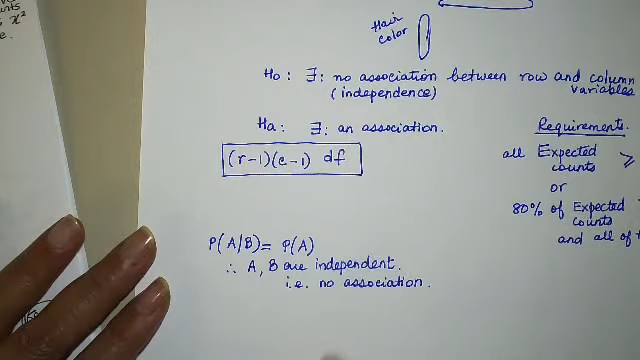 x²
e.
Hair
color
Ho: ∃: no association between row and column
(independence) variables
Ha: ∃: an association.
Requirements.
(r-1)(c-1) df
all Expected
counts ≥
or
80% of Expected
counts
and all of
P(A/B) = P(A)
∴ A, B are independent.
i.e. no association.